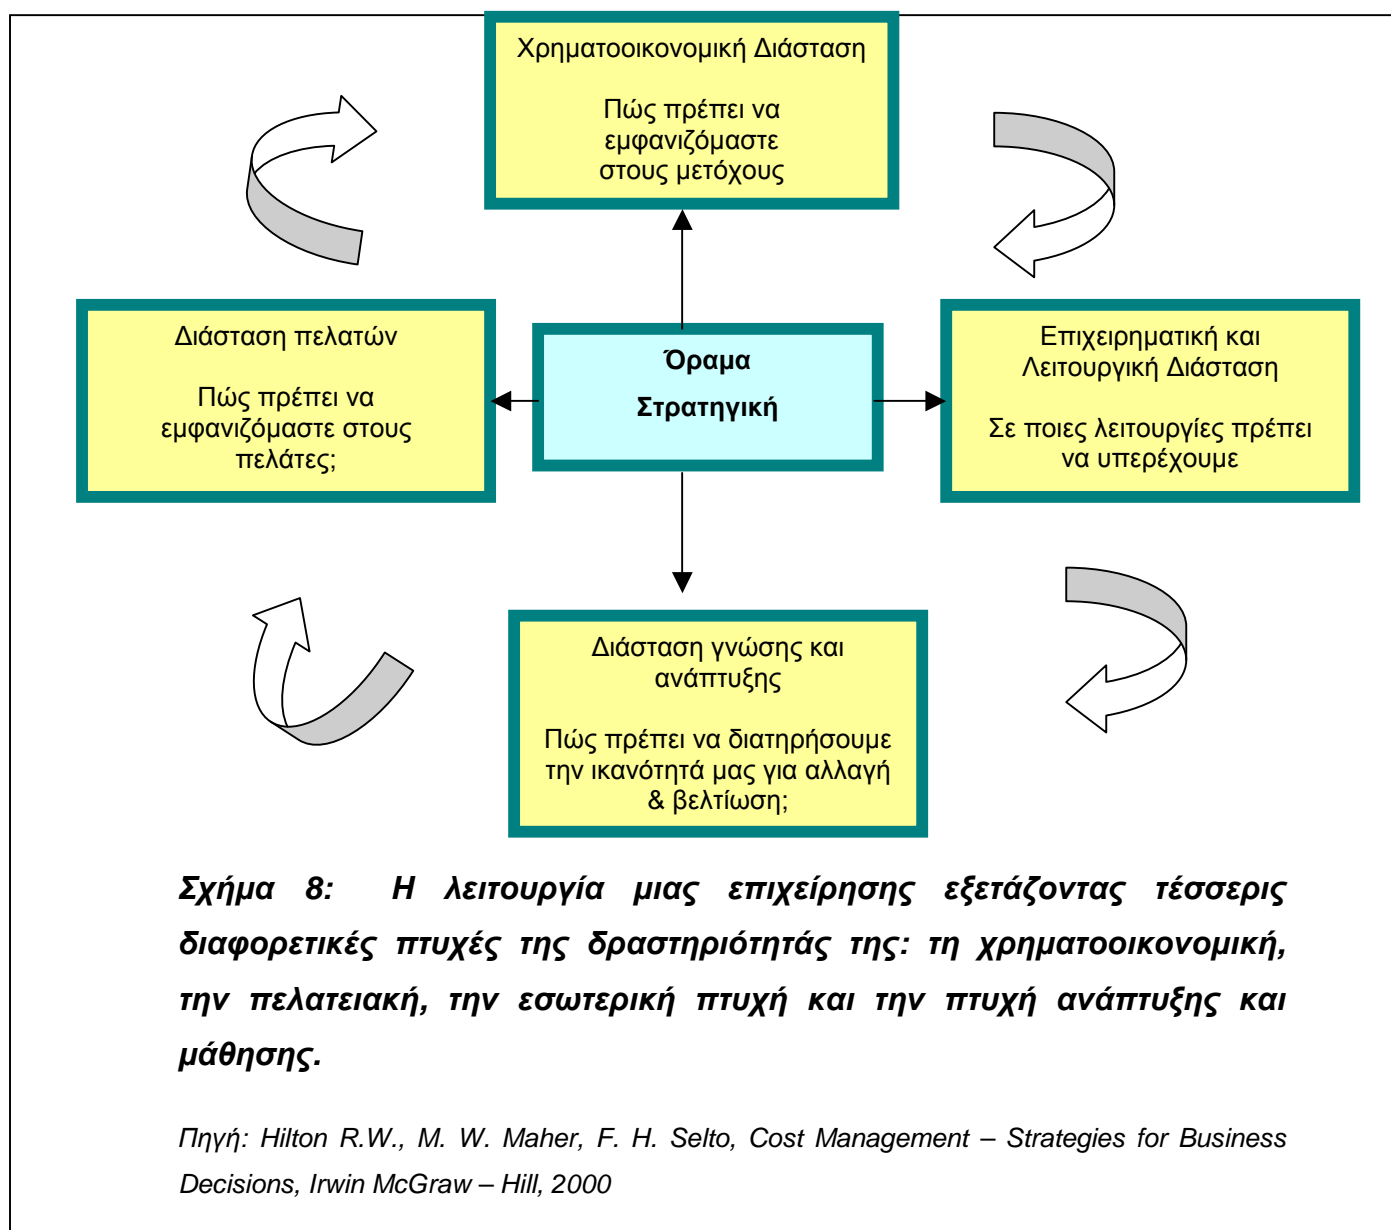 Χρηματοοικονομική Διάσταση
Πώς πρέπει να
εμφανιζόμαστε
στους μετόχους
Διάσταση πελατών
Πώς πρέπει να
εμφανιζόμαστε στους
πελάτες;
Όραμα
Στρατηγική
Επιχειρηματική και
Λειτουργική Διάσταση
Σε ποιες λειτουργίες πρέπει
να υπερέχουμε
Διάσταση γνώσης και
ανάπτυξης
Πώς πρέπει να διατηρήσουμε
την ικανότητά μας για αλλαγή
& βελτίωση;
Σχήμα 8: Η λειτουργία μιας επιχείρησης εξετάζοντας τέσσερις
διαφορετικές πτυχές της δραστηριότητάς της: τη χρηματοοικονομική,
την πελατειακή, την εσωτερική πτυχή και την πτυχή ανάπτυξης και
μάθησης.
Πηγή: Hilton R.W., M. W. Maher, F. H. Selto, Cost Management – Strategies for Business
Decisions, Irwin McGraw – Hill, 2000